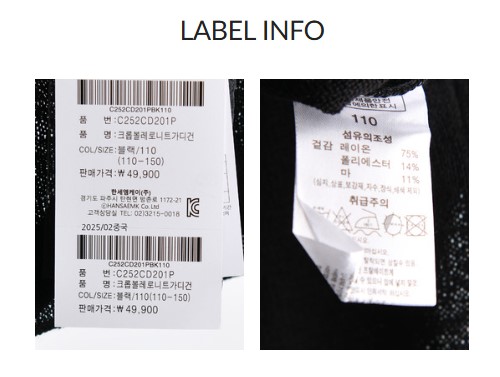 LABEL INFO
C252CD201PBK110
품 번 : C252CD201P
품 명 : 크롭볼레로니트가디건
COL/SIZE: 블랙/110
(110-150)
판매가격 : ₩49,900
한세엠케이(주)
경기도 파주시 탄현면 방촌로 1172-21
ⓒHANSAEMK Co Ltd
고객상담실 TEL: 02)3215-0018
2025/02중국
C252CD201PBK110
품 번 : C252CD201P
품 명 : 크롭볼레로니트가디건
COL/SIZE: 블랙/110(110-150)
판매가격 : ₩49,900
110
섬유의조성
겉감 레이온 75%
폴리에스터 14%
마 11%
취급주의